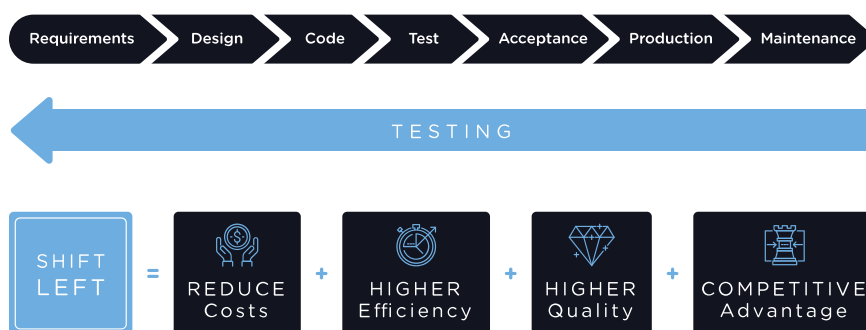 Requirements Design Code Test Acceptance Production Maintenance
TESTING
SHIFT
LEFT
=
REDUCE
Costs
+
HIGHER
Efficiency
+
HIGHER
Quality
+
COMPETITIVE
Advantage